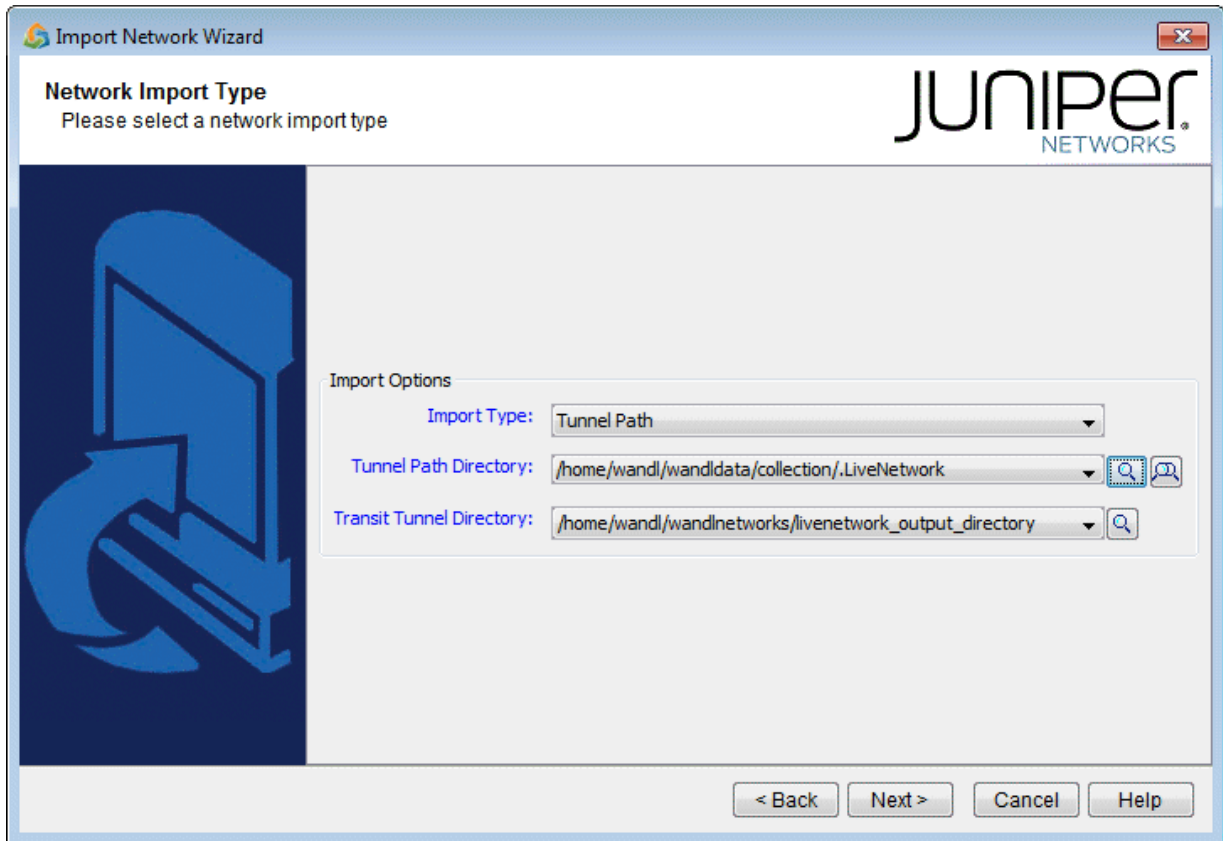 Import Network Wizard
Network Import Type
Please select a network import type
JUNIPER
NETWORKS
Import Options
Import Type: Tunnel Path
Tunnel Path Directory: /home/wandl/wandldata/collection/.LiveNetwork
Transit Tunnel Directory: /home/wandl/wandlnetworks/livenetwork_output_directory
< Back Next > Cancel Help